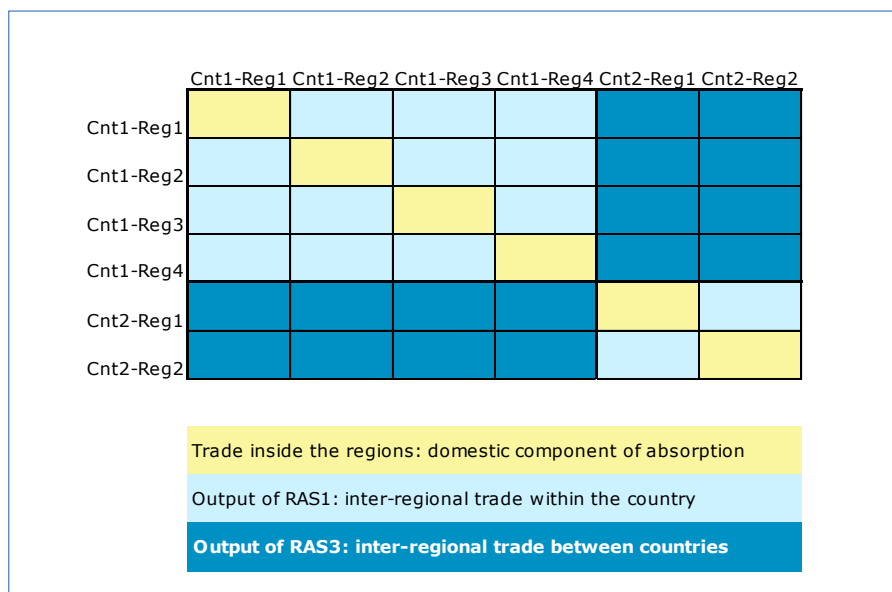 Cnt1-Reg1 Cnt1-Reg2 Cnt1-Reg3 Cnt1-Reg4 Cnt2-Reg1 Cnt2-Reg2
Cnt1-Reg1
Cnt1-Reg2
Cnt1-Reg3
Cnt1-Reg4
Cnt2-Reg1
Cnt2-Reg2
Trade inside the regions: domestic component of absorption
Output of RAS1: inter-regional trade within the country
Output of RAS3: inter-regional trade between countries